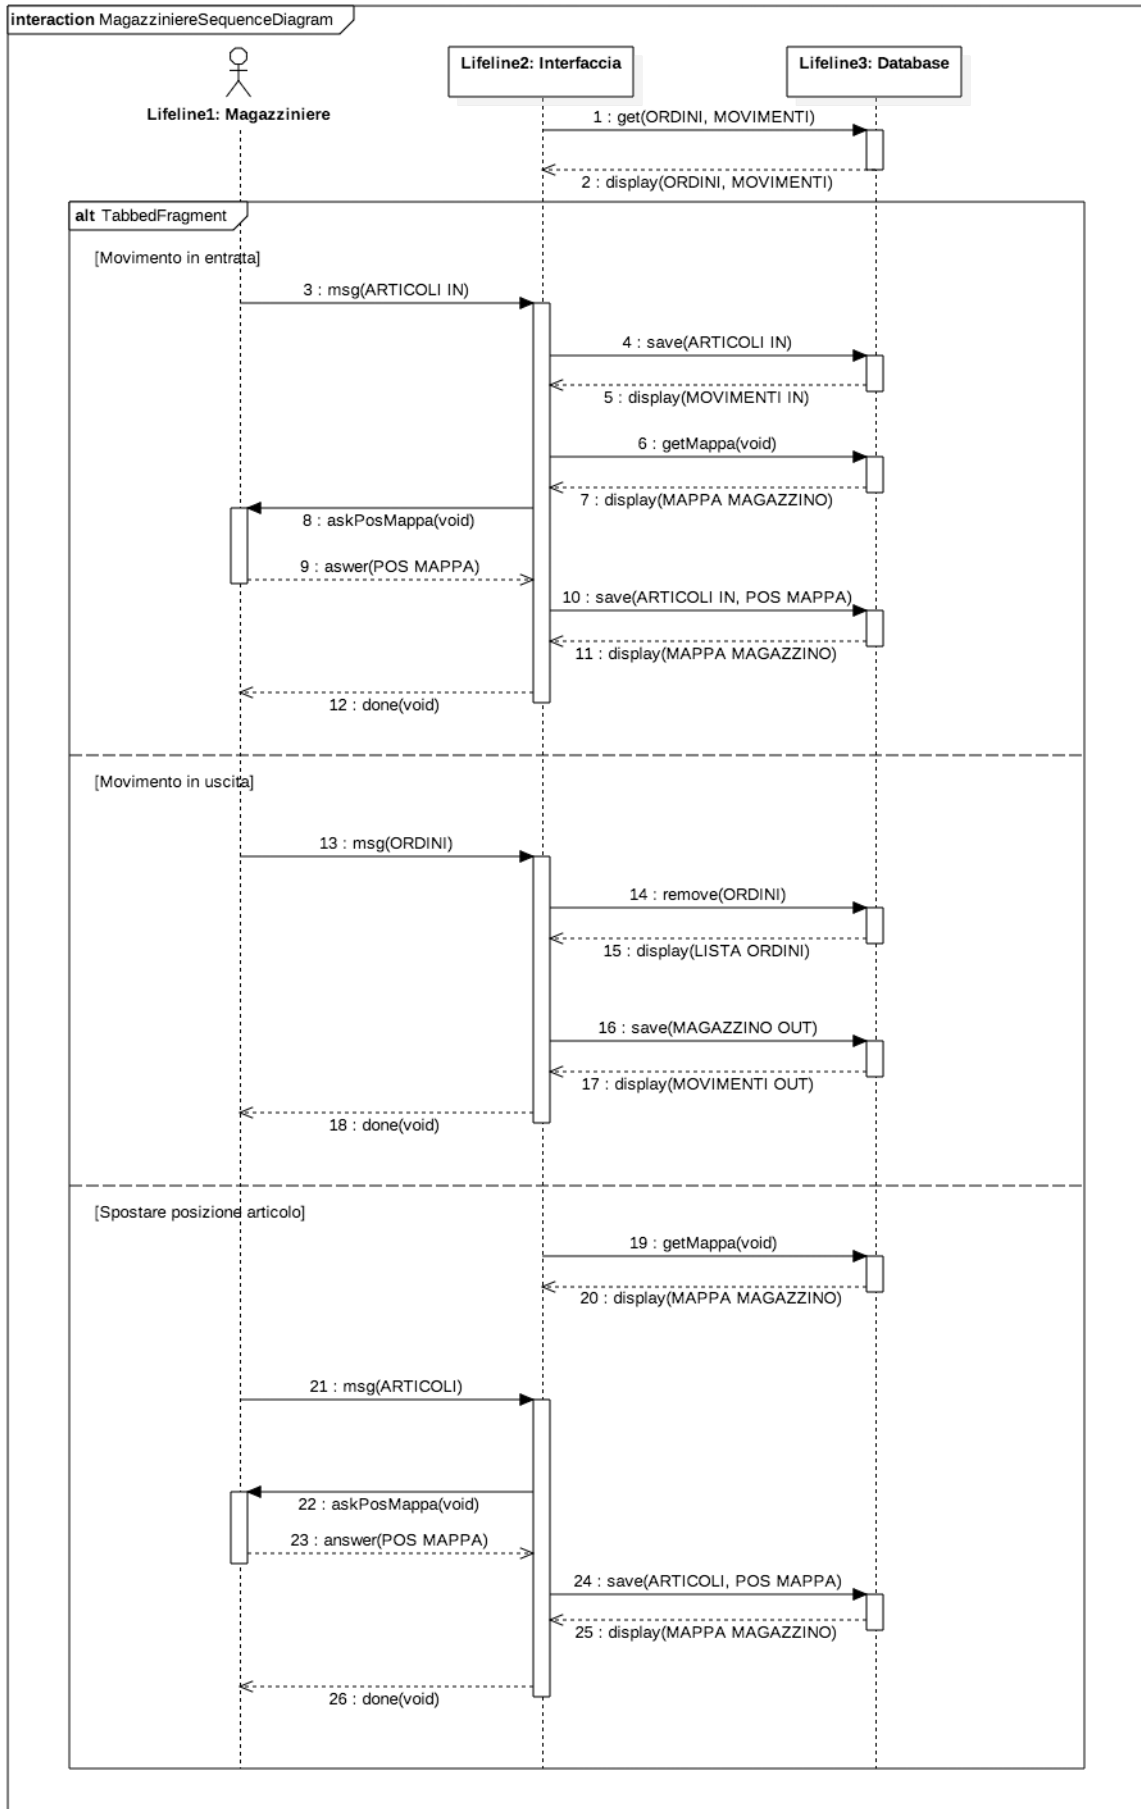 interaction MagazziniereSequenceDiagram
Lifeline1: Magazziniere
Lifeline2: Interfaccia
Lifeline3: Database
1 : get(ORDINI, MOVIMENTI)
2 : display(ORDINI, MOVIMENTI)
alt TabbedFragment
[Movimento in entrata]
3 : msg(ARTICOLI IN)
4 : save(ARTICOLI IN)
5 : display(MOVIMENTI IN)
6 : getMappa(void)
7 : display(MAPPA MAGAZZINO)
8 : askPosMappa(void)
9 : aswer(POS MAPPA)
10 : save(ARTICOLI IN, POS MAPPA)
11 : display(MAPPA MAGAZZINO)
12 : done(void)
[Movimento in uscita]
13 : msg(ORDINI)
14 : remove(ORDINI)
15 : display(LISTA ORDINI)
16 : save(MAGAZZINO OUT)
17 : display(MOVIMENTI OUT)
18 : done(void)
[Spostare posizione articolo]
19 : getMappa(void)
20 : display(MAPPA MAGAZZINO)
21 : msg(ARTICOLI)
22 : askPosMappa(void)
23 : answer(POS MAPPA)
24 : save(ARTICOLI, POS MAPPA)
25 : display(MAPPA MAGAZZINO)
26 : done(void)